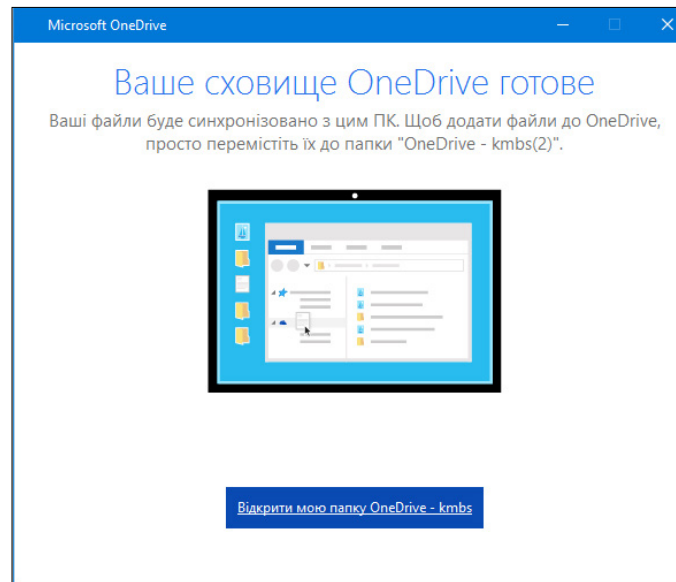 Microsoft OneDrive
Ваше сховище OneDrive готове
Ваші файли буде синхронізовано з цим ПК. Щоб додати файли до OneDrive,
просто перемістіть їх до папки "OneDrive - kmbs(2)".
Відкрити мою папку OneDrive - kmbs